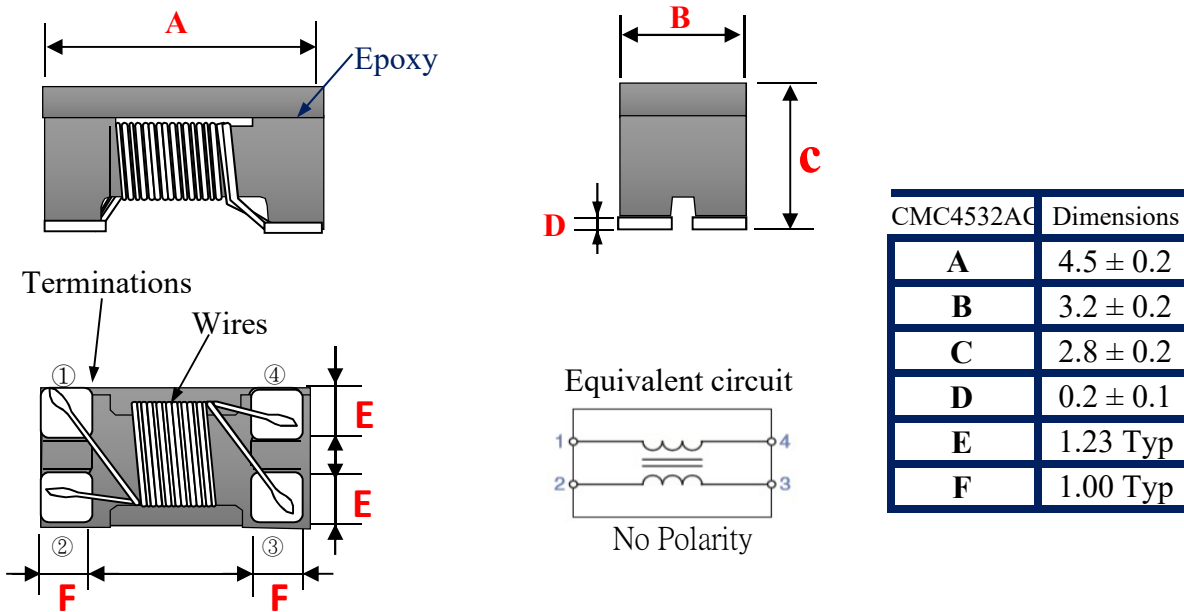 A
Epoxy
B
C
D
Terminations
Wires
①
④
E
E
②
③
F
F
Equivalent circuit
1
4
2
3
No Polarity
CMC4532AC Dimensions
A 4.5 ± 0.2
B 3.2 ± 0.2
C 2.8 ± 0.2
D 0.2 ± 0.1
E 1.23 Typ
F 1.00 Typ